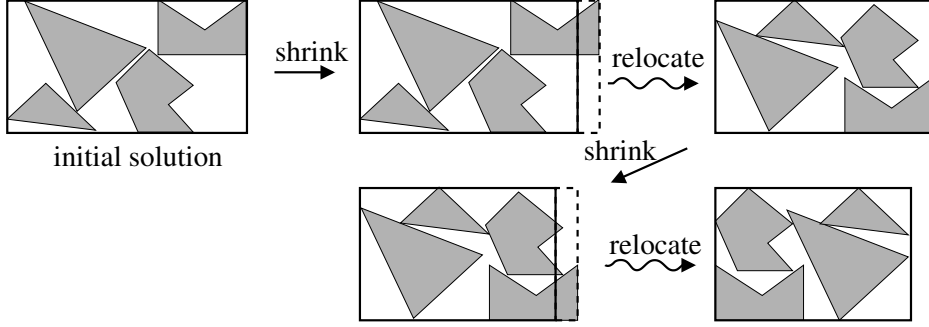 shrink
relocate
initial solution
shrink
relocate